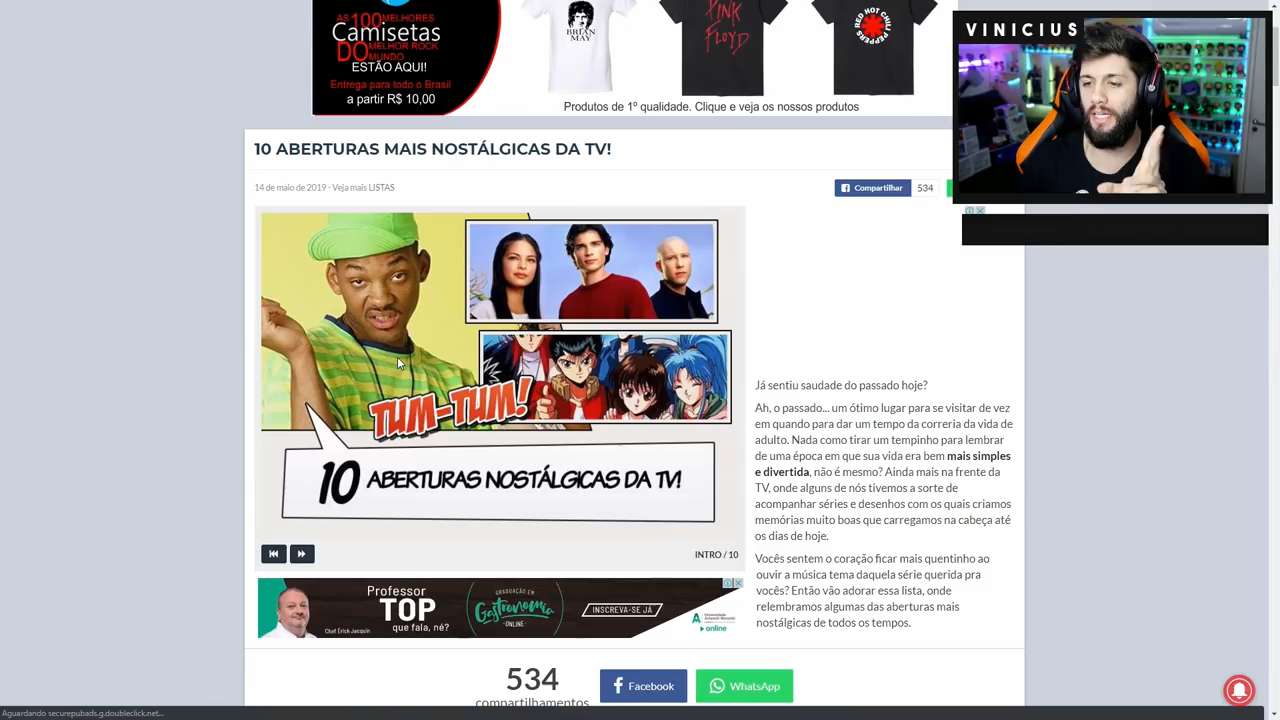 AS 100 MELHORES
Camisetas
DO MELHOR ROCK
MUNDO
ESTÃO AQUI!
Entrega para todo o Brasil
a partir R$ 10,00
BRIAN
MAY
PINK
FLOYD
RED HOT CHILI PEPPERS
Produtos de 1º qualidade. Clique e veja os nossos produtos
VINICIUS
10 ABERTURAS MAIS NOSTÁLGICAS DA TV!
14 de maio de 2019 - Veja mais LISTAS
Compartilhar 534
TUM-TUM!
10 ABERTURAS NOSTÁLGICAS DA TV!
INTRO / 10
Já sentiu saudade do passado hoje?
Ah, o passado... um ótimo lugar para se visitar de vez
em quando para dar um tempo da correria da vida de
adulto. Nada como tirar um tempinho para lembrar
de uma época em que sua vida era bem mais simples
e divertida, não é mesmo? Ainda mais na frente da
TV, onde alguns de nós tivemos a sorte de
acompanhar séries e desenhos com os quais criamos
memórias muito boas que carregamos na cabeça até
os dias de hoje.
Vocês sentem o coração ficar mais quentinho ao
ouvir a música tema daquela série querida pra
vocês? Então vão adorar essa lista, onde
relembramos algumas das aberturas mais
nostálgicas de todos os tempos.
Professor
TOP
que fala, né?
Chef Erick Jacquin
GRADUAÇÃO EM
Gastronomia
ONLINE
INSCREVA-SE JÁ
online
534
compartilhamentos
Facebook
WhatsApp
Aguardando securepubads.g.doubleclick.net...